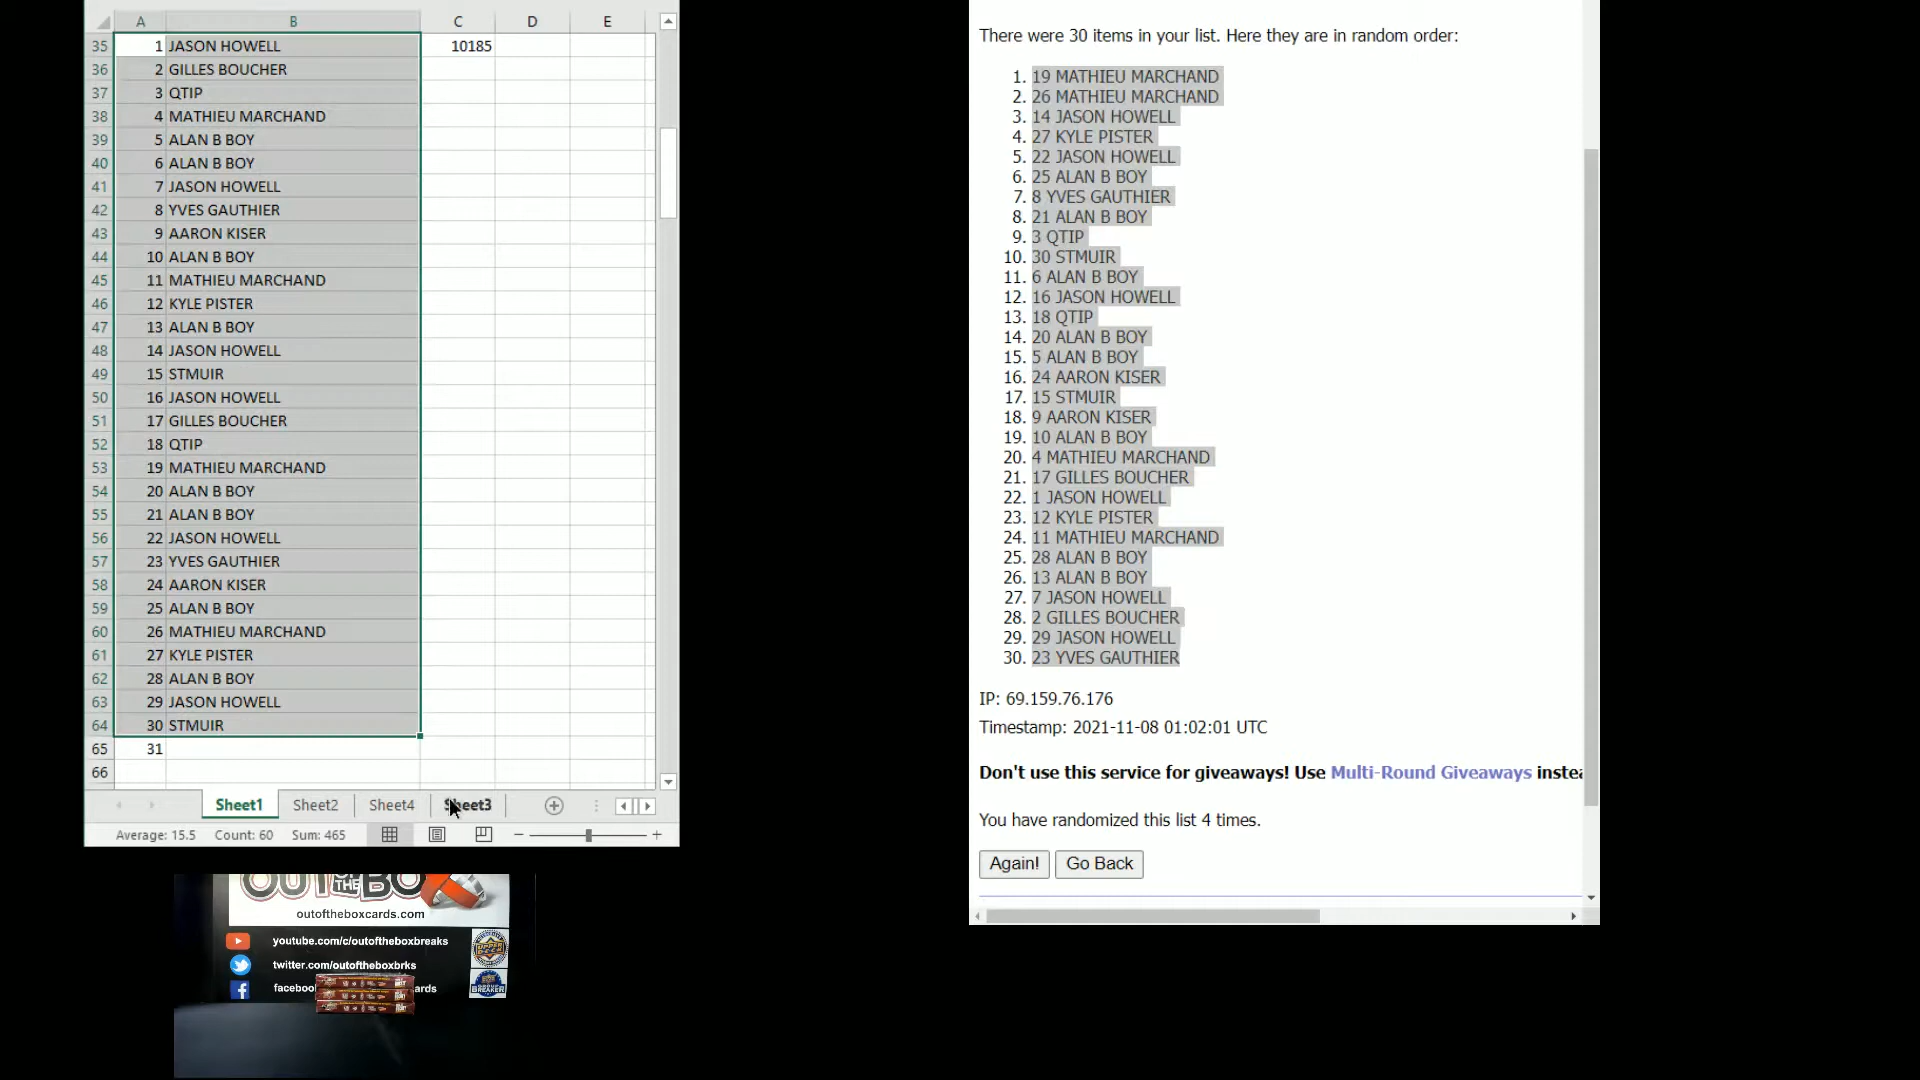 A B C D E
35 1 JASON HOWELL 10185
36 2 GILLES BOUCHER
37 3 QTIP
38 4 MATHIEU MARCHAND
39 5 ALAN B BOY
40 6 ALAN B BOY
41 7 JASON HOWELL
42 8 YVES GAUTHIER
43 9 AARON KISER
44 10 ALAN B BOY
45 11 MATHIEU MARCHAND
46 12 KYLE PISTER
47 13 ALAN B BOY
48 14 JASON HOWELL
49 15 STMUIR
50 16 JASON HOWELL
51 17 GILLES BOUCHER
52 18 QTIP
53 19 MATHIEU MARCHAND
54 20 ALAN B BOY
55 21 ALAN B BOY
56 22 JASON HOWELL
57 23 YVES GAUTHIER
58 24 AARON KISER
59 25 ALAN B BOY
60 26 MATHIEU MARCHAND
61 27 KYLE PISTER
62 28 ALAN B BOY
63 29 JASON HOWELL
64 30 STMUIR
65 31
66
Sheet1 Sheet2 Sheet4 Sheet3
Average: 15.5 Count: 60 Sum: 465
OUT OF THE BOX
outoftheboxcards.com
youtube.com/c/outoftheboxbreaks
twitter.com/outoftheboxbrks
faceboo ards
There were 30 items in your list. Here they are in random order:
1. 19 MATHIEU MARCHAND
2. 26 MATHIEU MARCHAND
3. 14 JASON HOWELL
4. 27 KYLE PISTER
5. 22 JASON HOWELL
6. 25 ALAN B BOY
7. 8 YVES GAUTHIER
8. 21 ALAN B BOY
9. 3 QTIP
10. 30 STMUIR
11. 6 ALAN B BOY
12. 16 JASON HOWELL
13. 18 QTIP
14. 20 ALAN B BOY
15. 5 ALAN B BOY
16. 24 AARON KISER
17. 15 STMUIR
18. 9 AARON KISER
19. 10 ALAN B BOY
20. 4 MATHIEU MARCHAND
21. 17 GILLES BOUCHER
22. 1 JASON HOWELL
23. 12 KYLE PISTER
24. 11 MATHIEU MARCHAND
25. 28 ALAN B BOY
26. 13 ALAN B BOY
27. 7 JASON HOWELL
28. 2 GILLES BOUCHER
29. 29 JASON HOWELL
30. 23 YVES GAUTHIER
IP: 69.159.76.176
Timestamp: 2021-11-08 01:02:01 UTC
Don't use this service for giveaways! Use Multi-Round Giveaways instea
You have randomized this list 4 times.
Again! Go Back